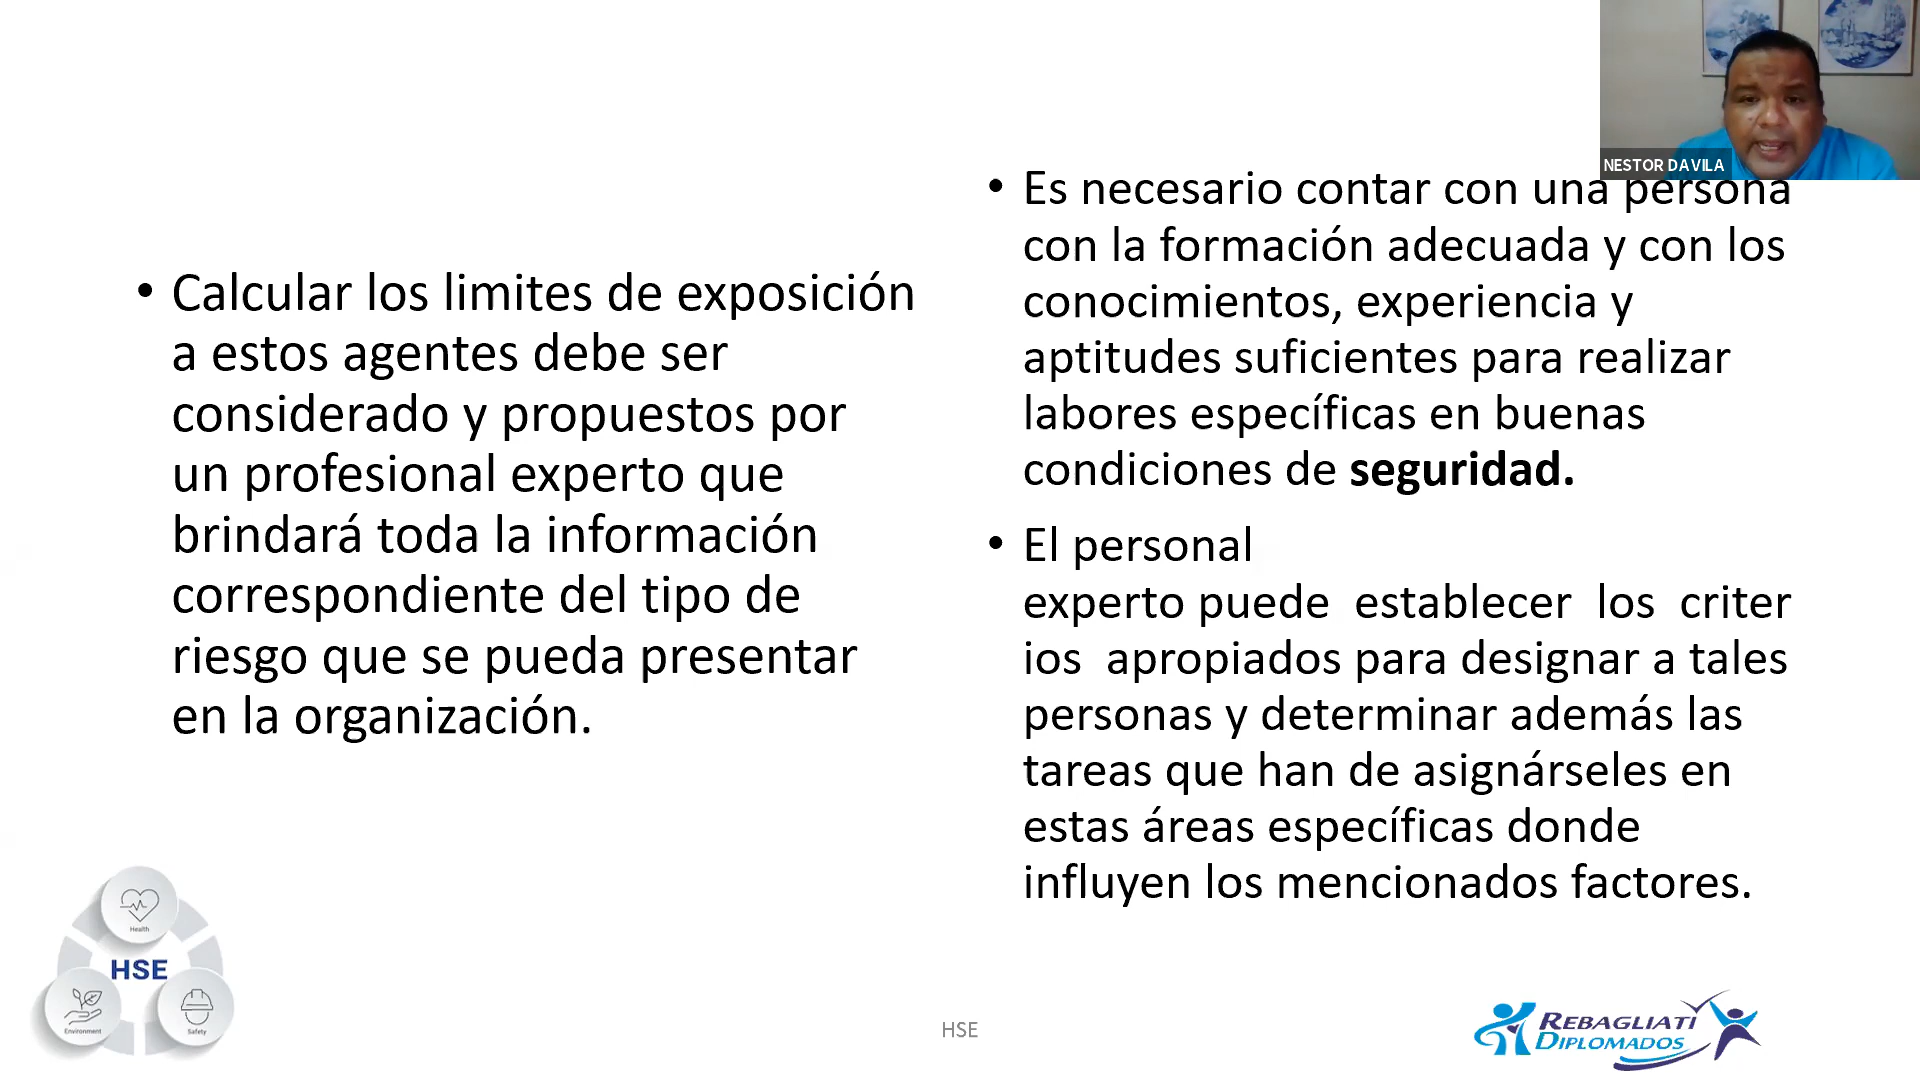 NESTOR DAVILA
• Calcular los limites de exposición
a estos agentes debe ser
considerado y propuestos por
un profesional experto que
brindará toda la información
correspondiente del tipo de
riesgo que se pueda presentar
en la organización.
• Es necesario contar con una persona
con la formación adecuada y con los
conocimientos, experiencia y
aptitudes suficientes para realizar
labores específicas en buenas
condiciones de seguridad.
• El personal
experto puede  establecer  los  criter
ios  apropiados para designar a tales
personas y determinar además las
tareas que han de asignárseles en
estas áreas específicas donde
influyen los mencionados factores.
Health
HSE
Environment
Safety
HSE
REBAGLIATI
DIPLOMADOS